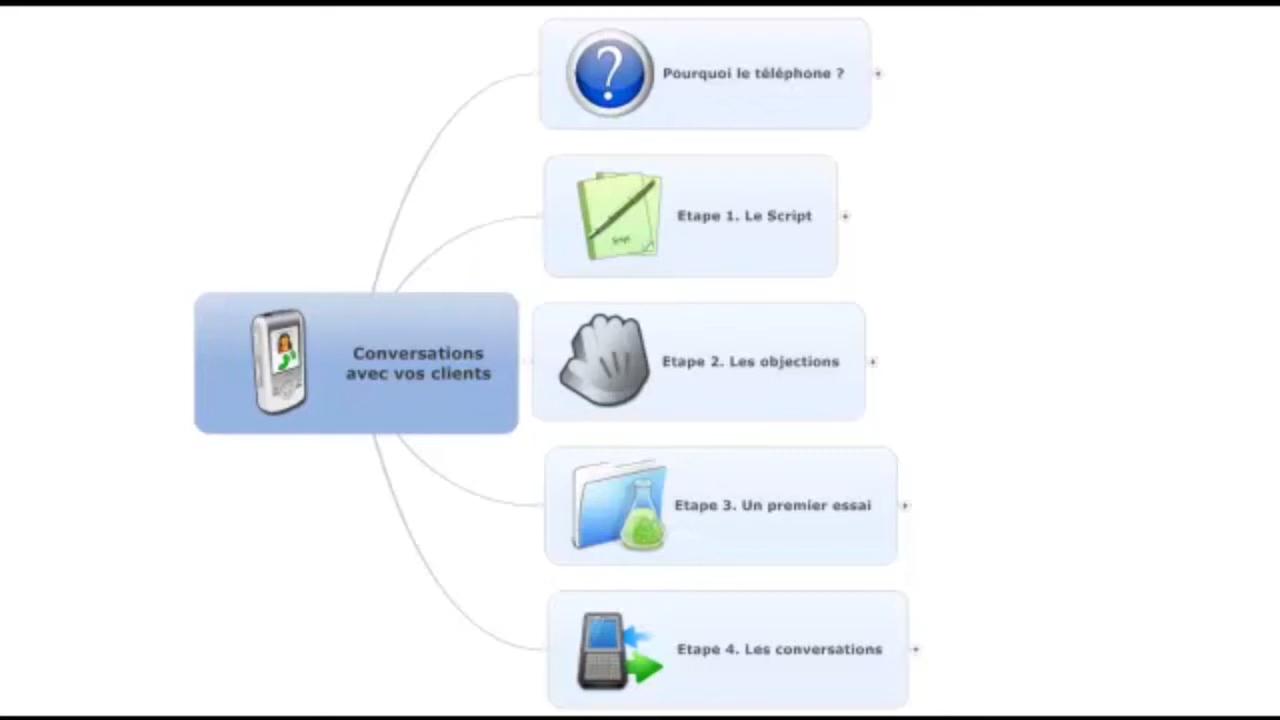 Pourquoi le téléphone ?
Etape 1. Le Script
Script
Conversations
avec vos clients
Etape 2. Les objections
Etape 3. Un premier essai
Etape 4. Les conversations